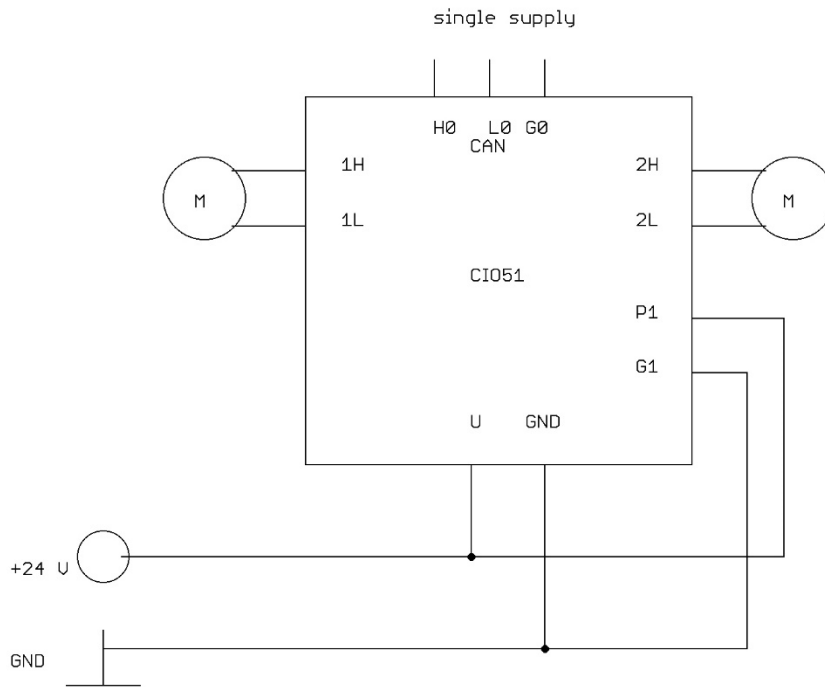 single supply
H0 L0 G0
CAN
1H 2H
M M
1L 2L
CIO51
P1
G1
U GND
+24 V
GND